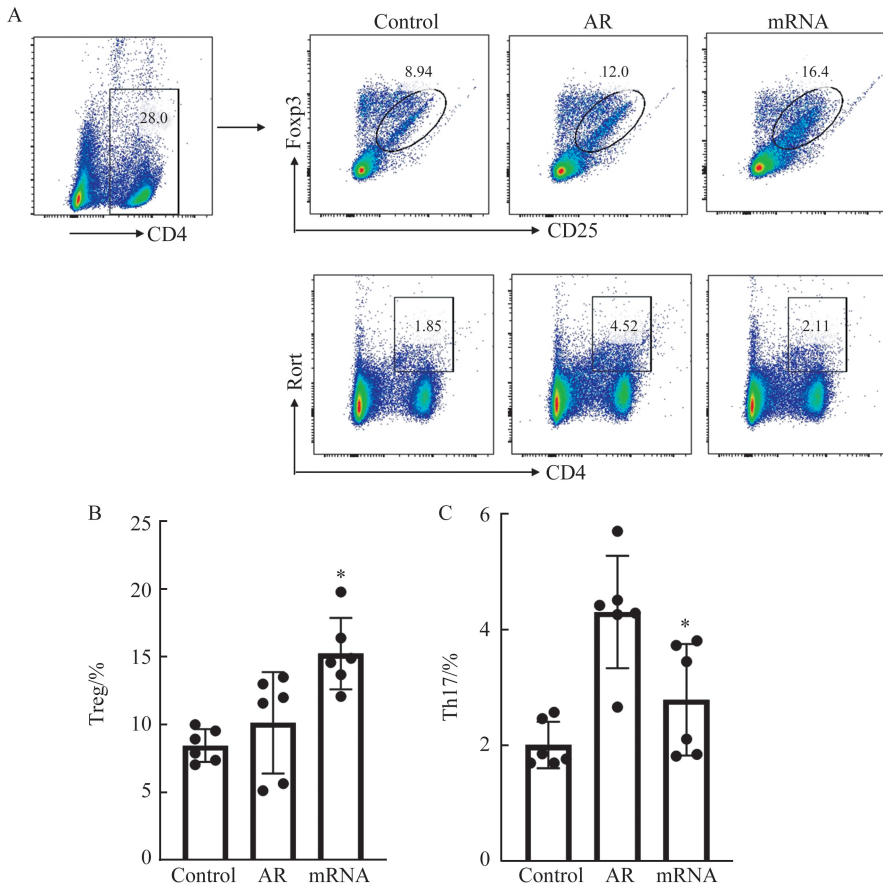 A
Control
AR
mRNA
28.0
8.94
12.0
16.4
Foxp3
CD4
CD25
1.85
4.52
2.11
Rort
CD4
B
25
20
15
10
5
0
Treg/%
*
Control
AR
mRNA
C
6
4
2
0
Th17/%
*
Control
AR
mRNA